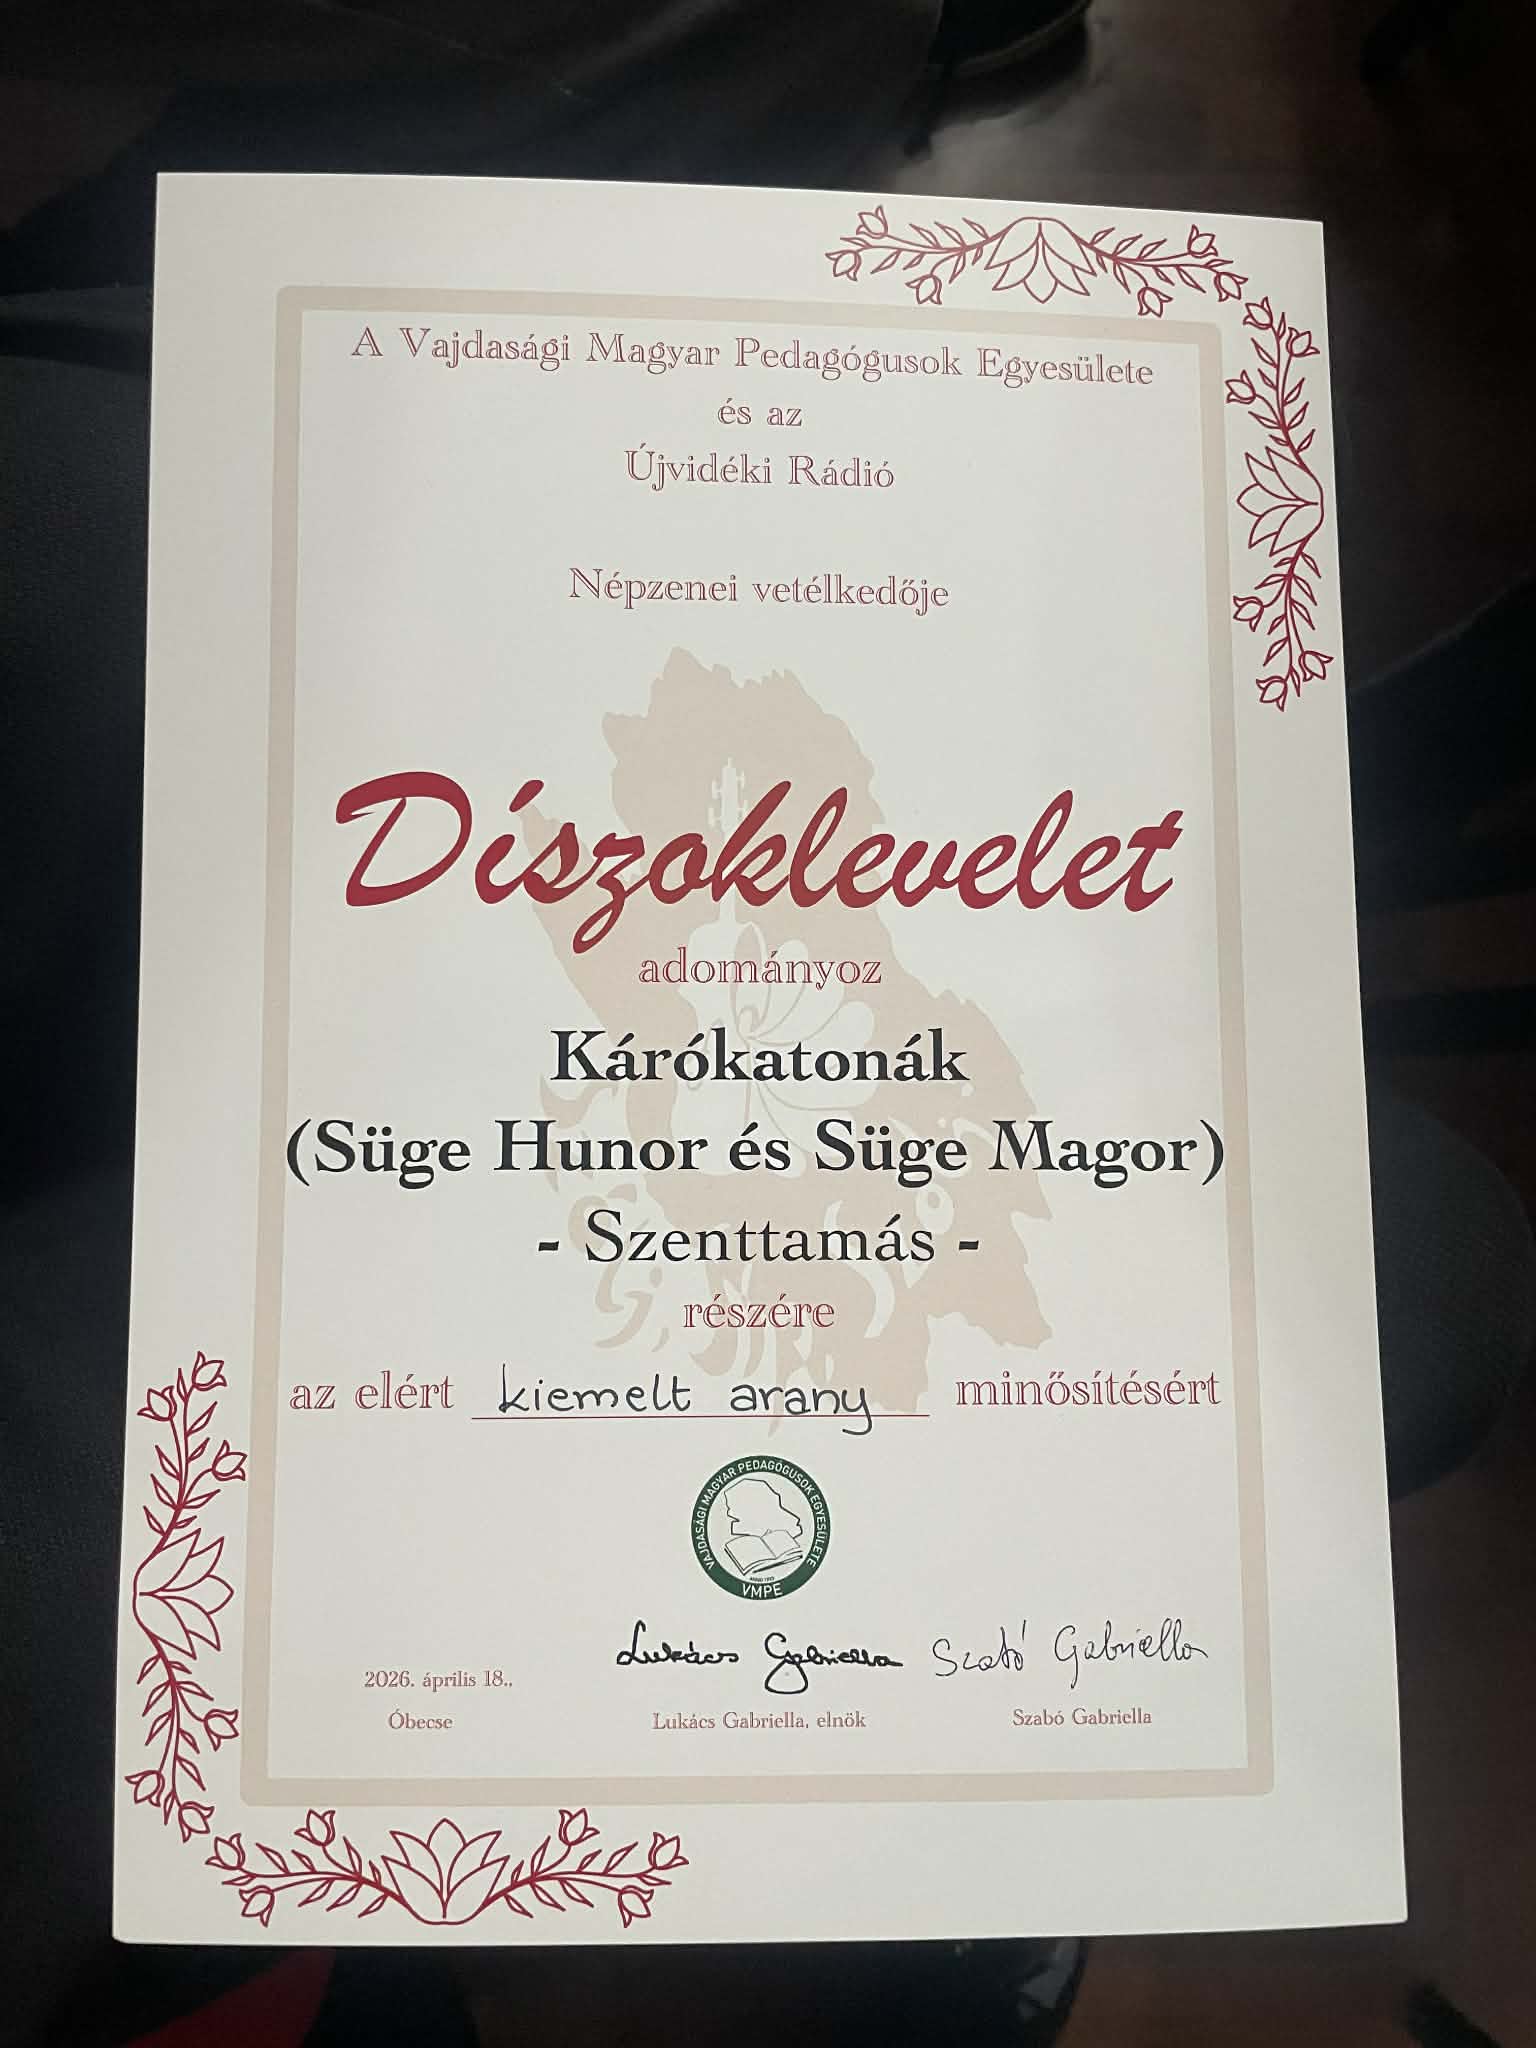 A Vajdasági Magyar Pedagógusok Egyesülete
és az
Újvidéki Rádió
Népzenei vetélkedője
Díszoklevelet
adományoz
Kárókatonák
(Süge Hunor és Süge Magor)
- Szenttamás -
részére
az elért kiemelt arany minősítésért
VAJDASÁGI MAGYAR PEDAGÓGUSOK EGYESÜLETE
VMPE
Lukács Gabriella Szabó Gabriella
2026. április 18.,
Óbecse Lukács Gabriella, elnök Szabó Gabriella